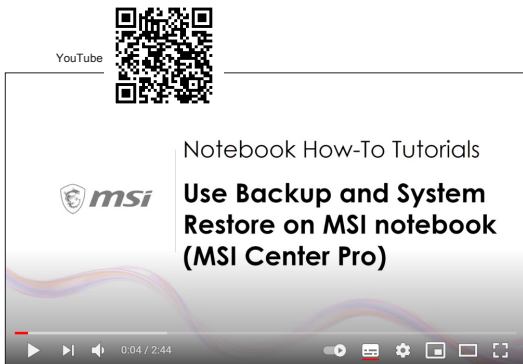 YouTube
Notebook How-To Tutorials
msi
Use Backup and System
Restore on MSI notebook
(MSI Center Pro)
0:04 / 2:44